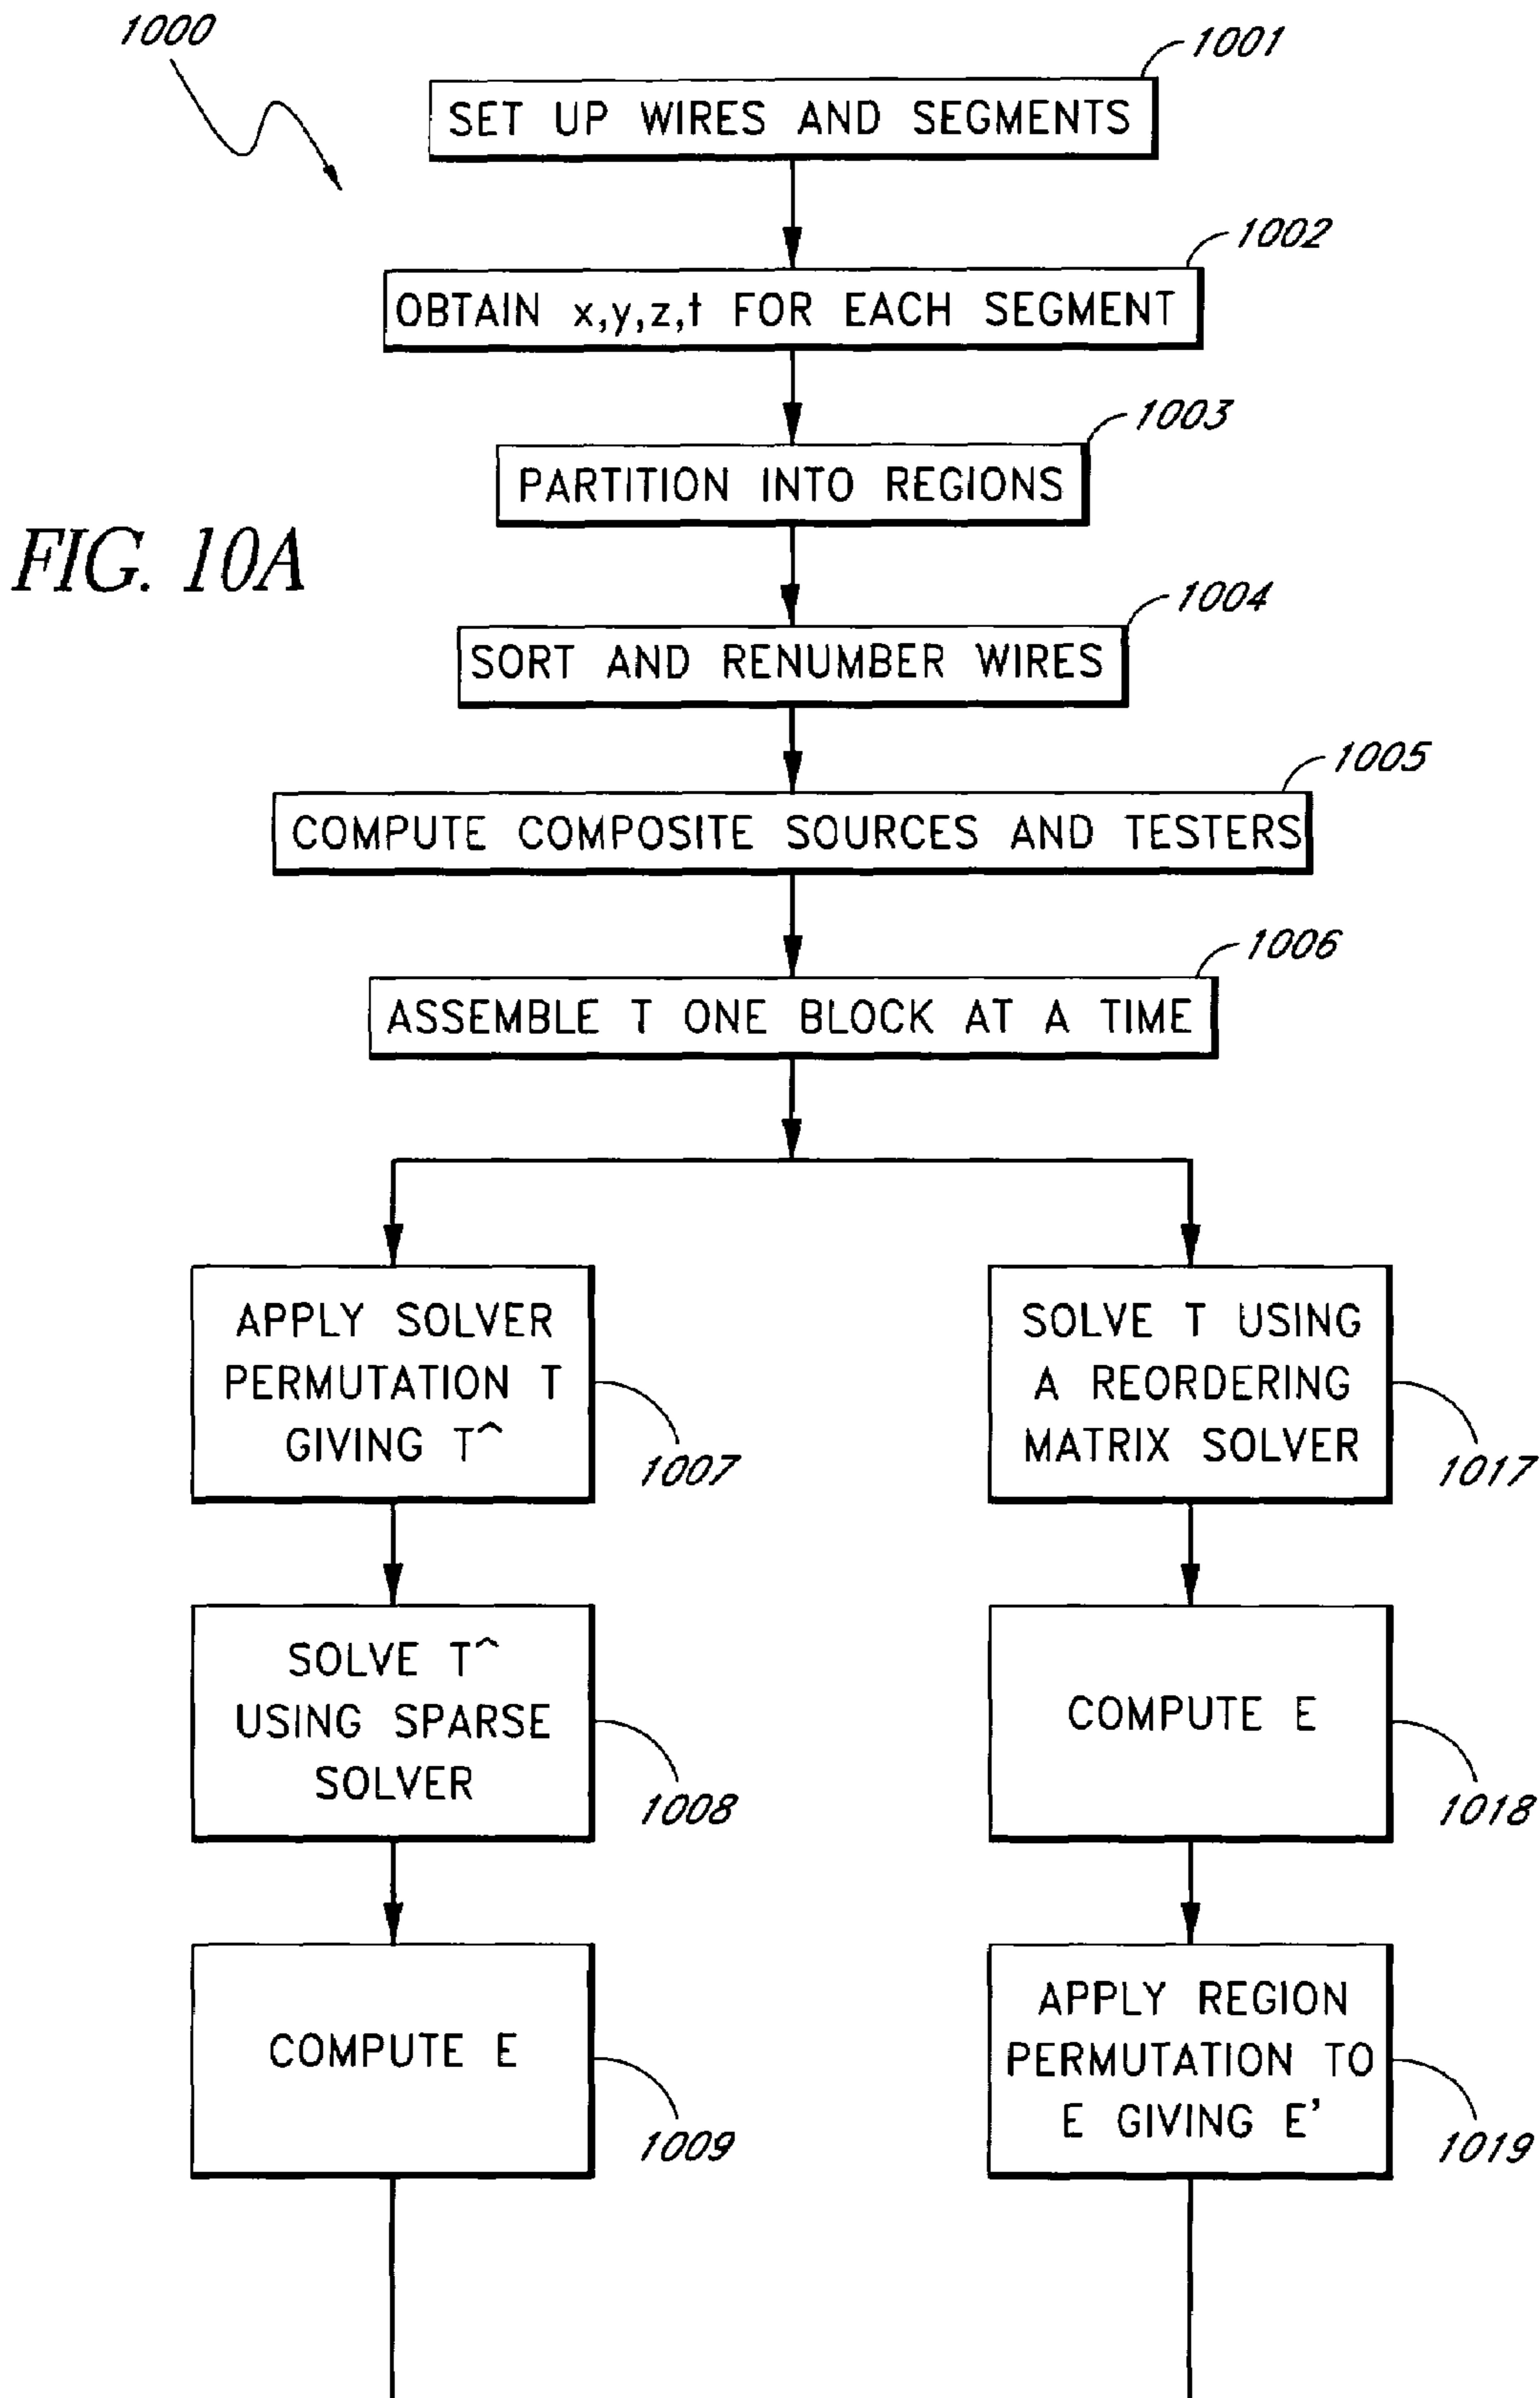 1000
1001
SET UP WIRES AND SEGMENTS
1002
OBTAIN x,y,z,t FOR EACH SEGMENT
1003
PARTITION INTO REGIONS
FIG. 10A
1004
SORT AND RENUMBER WIRES
1005
COMPUTE COMPOSITE SOURCES AND TESTERS
1006
ASSEMBLE T ONE BLOCK AT A TIME
APPLY SOLVER
PERMUTATION T
GIVING T^
1007
SOLVE T USING
A REORDERING
MATRIX SOLVER
1017
SOLVE T^
USING SPARSE
SOLVER
1008
COMPUTE E
1018
COMPUTE E
1009
APPLY REGION
PERMUTATION TO
E GIVING E'
1019